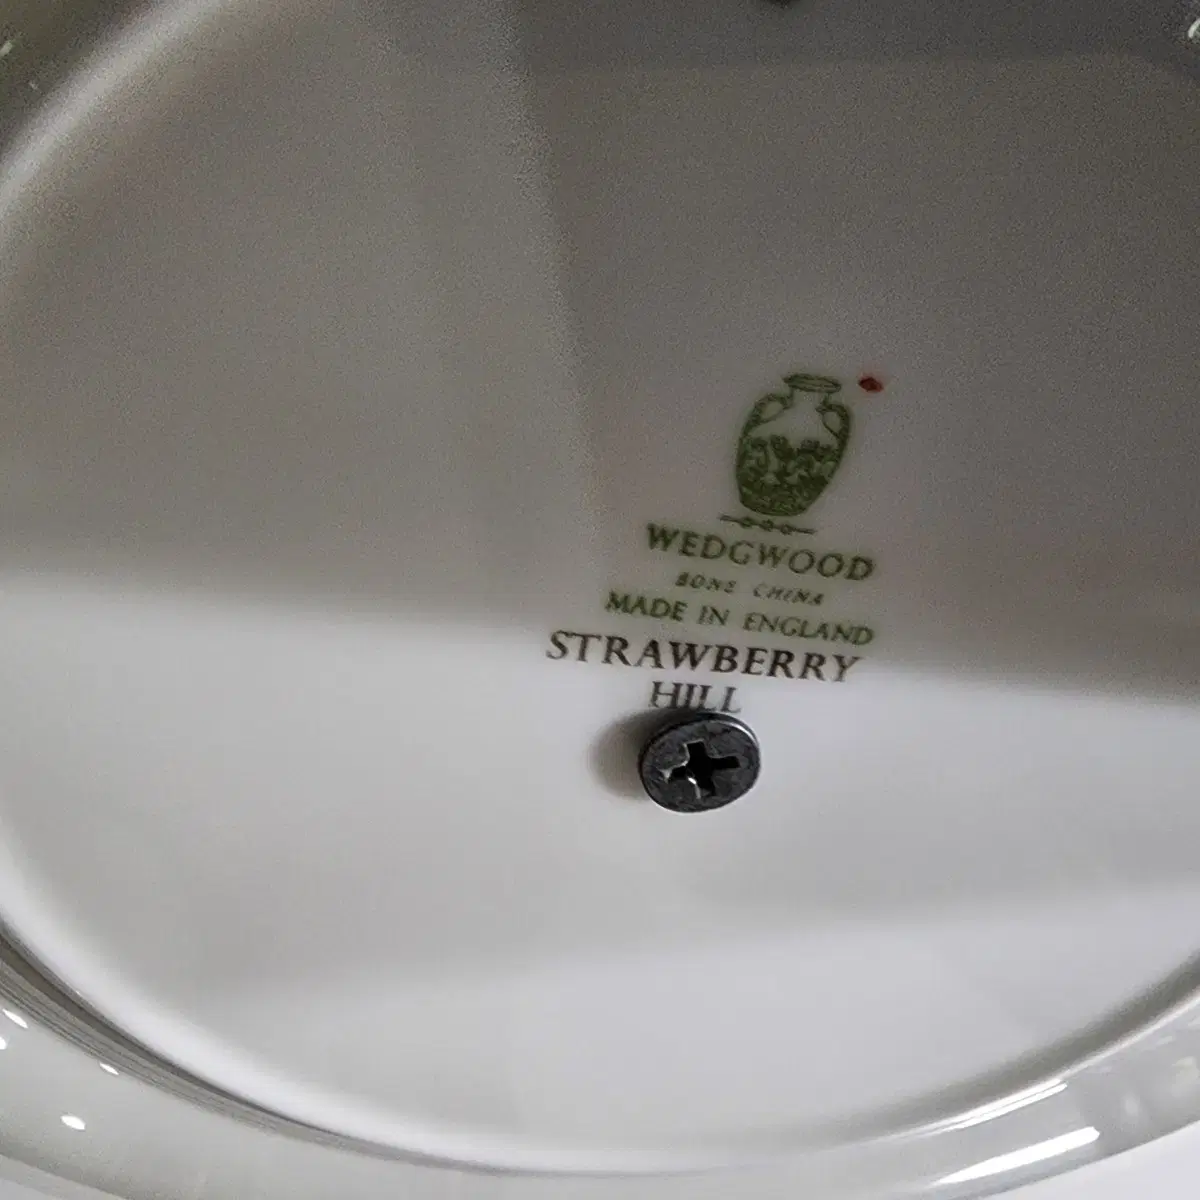 WEDGWOOD
BONE CHINA
MADE IN ENGLAND
STRAWBERRY
HILL